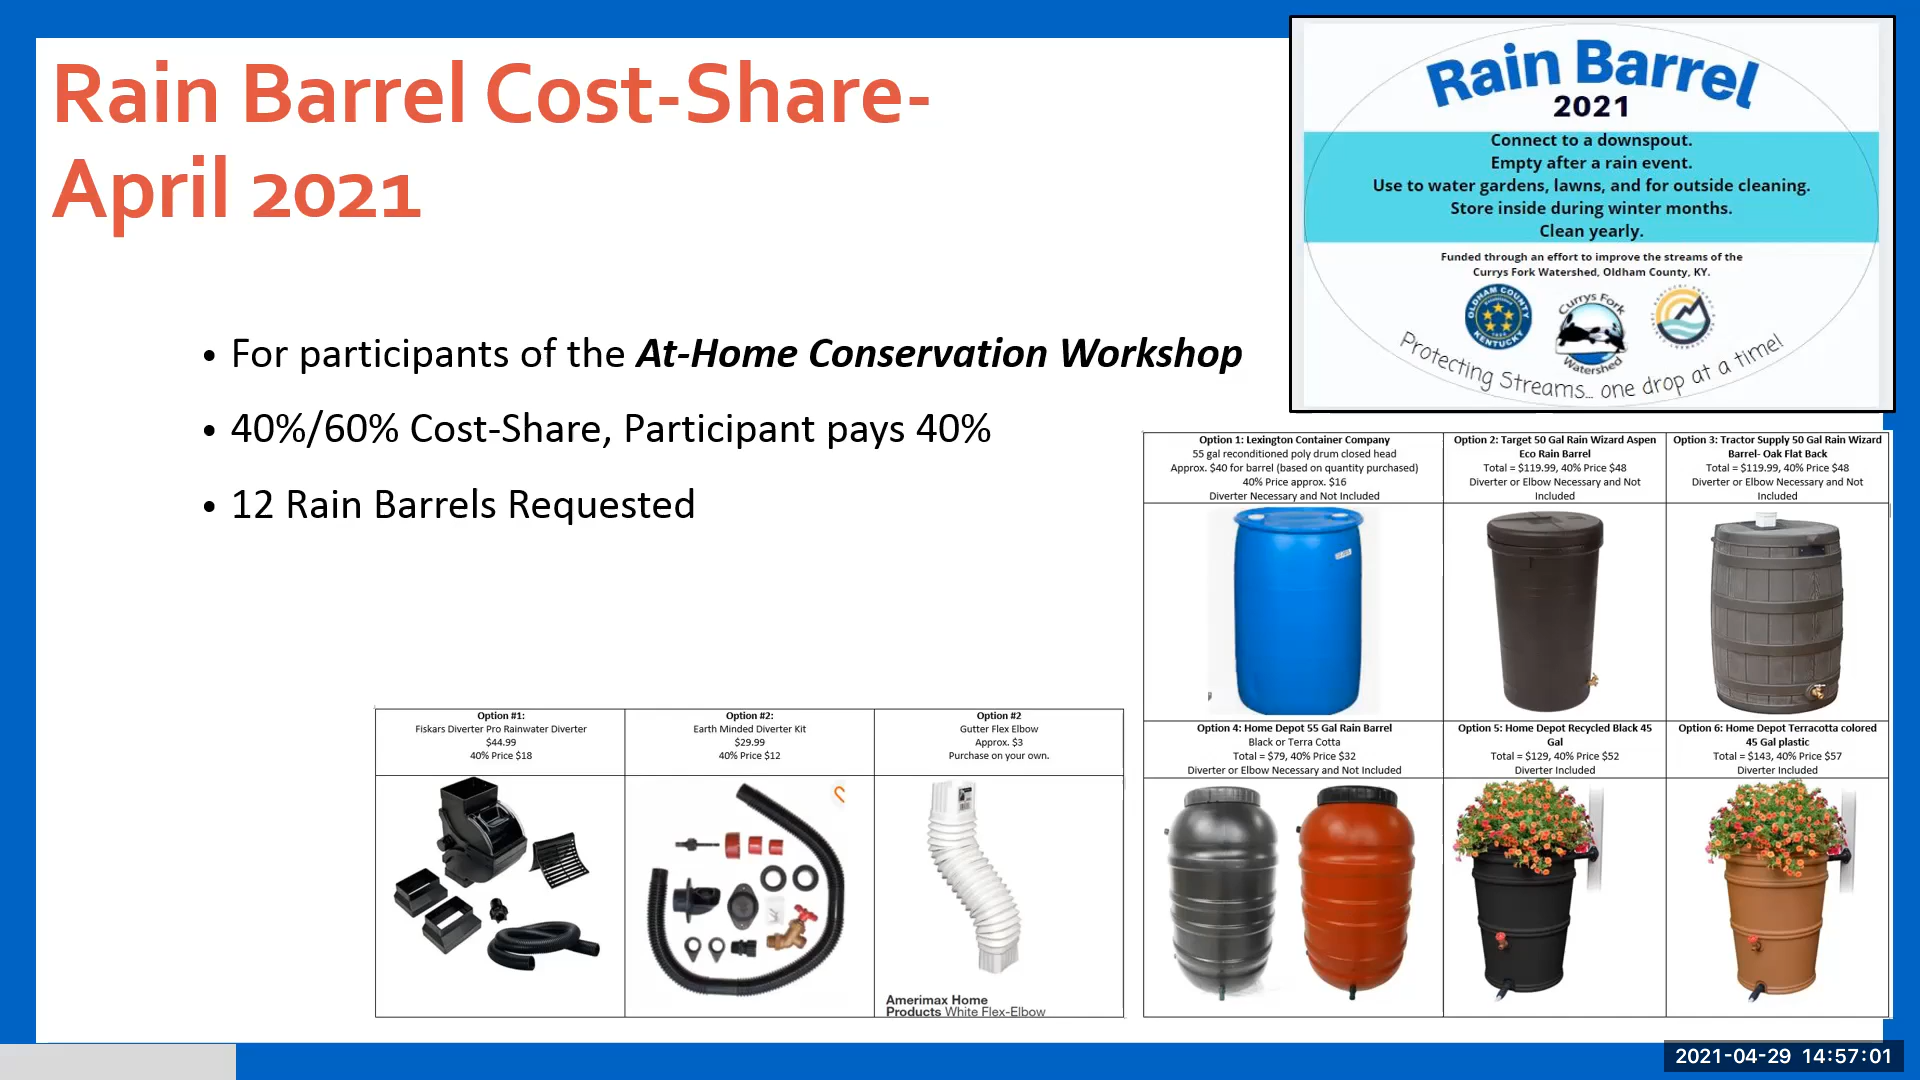 Rain Barrel Cost-Share-
April 2021
• For participants of the At-Home Conservation Workshop
• 40%/60% Cost-Share, Participant pays 40%
• 12 Rain Barrels Requested
Rain Barrel
2021
Connect to a downspout.
Empty after a rain event.
Use to water gardens, lawns, and for outside cleaning.
Store inside during winter months.
Clean yearly.
Funded through an effort to improve the streams of the
Currys Fork Watershed, Oldham County, KY.
OLDHAM COUNTY
KENTUCKY
Currys Fork
Watershed
Protecting Streams... one drop at a time!
Option 1: Lexington Container Company
55 gal reconditioned poly drum closed head
Approx. $40 for barrel (based on quantity purchased)
40% Price approx. $16
Diverter Necessary and Not Included
Option 2: Target 50 Gal Rain Wizard Aspen
Eco Rain Barrel
Total = $119.99, 40% Price $48
Diverter or Elbow Necessary and Not
Included
Option 3: Tractor Supply 50 Gal Rain Wizard
Barrel- Oak Flat Back
Total = $119.99, 40% Price $48
Diverter or Elbow Necessary and Not
Included
Option 4: Home Depot 55 Gal Rain Barrel
Black or Terra Cotta
Total = $79, 40% Price $32
Diverter or Elbow Necessary and Not Included
Option 5: Home Depot Recycled Black 45
Gal
Total = $129, 40% Price $52
Diverter Included
Option 6: Home Depot Terracotta colored
45 Gal plastic
Total = $143, 40% Price $57
Diverter Included
Option #1:
Fiskars Diverter Pro Rainwater Diverter
$44.99
40% Price $18
Option #2:
Earth Minded Diverter Kit
$29.99
40% Price $12
Option #2
Gutter Flex Elbow
Approx. $3
Purchase on your own.
Amerimax Home
Products White Flex-Elbow
2021-04-29 14:57:01